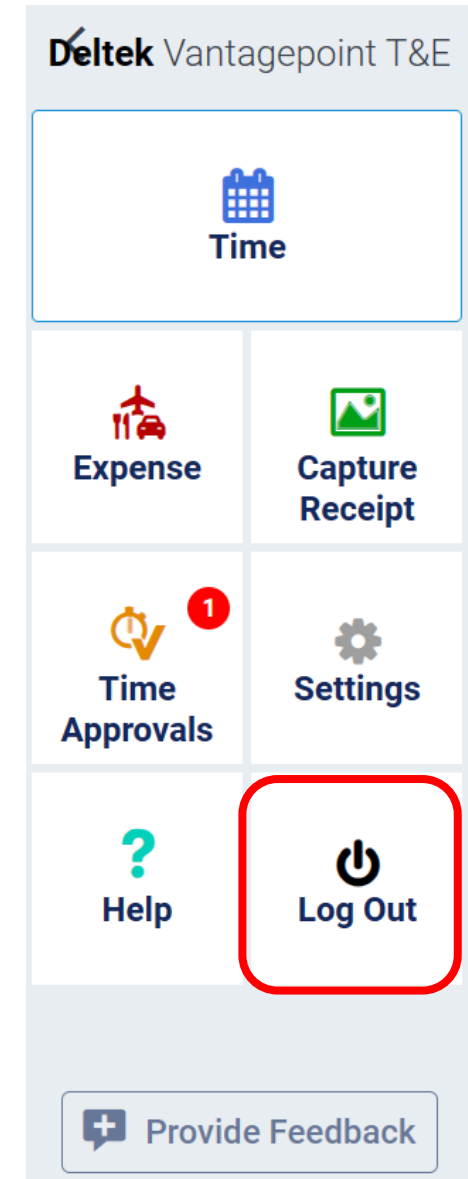 Deltek Vantagepoint T&E
Time
Expense
Capture
Receipt
1
Time
Approvals
Settings
?
Help
Log Out
Provide Feedback